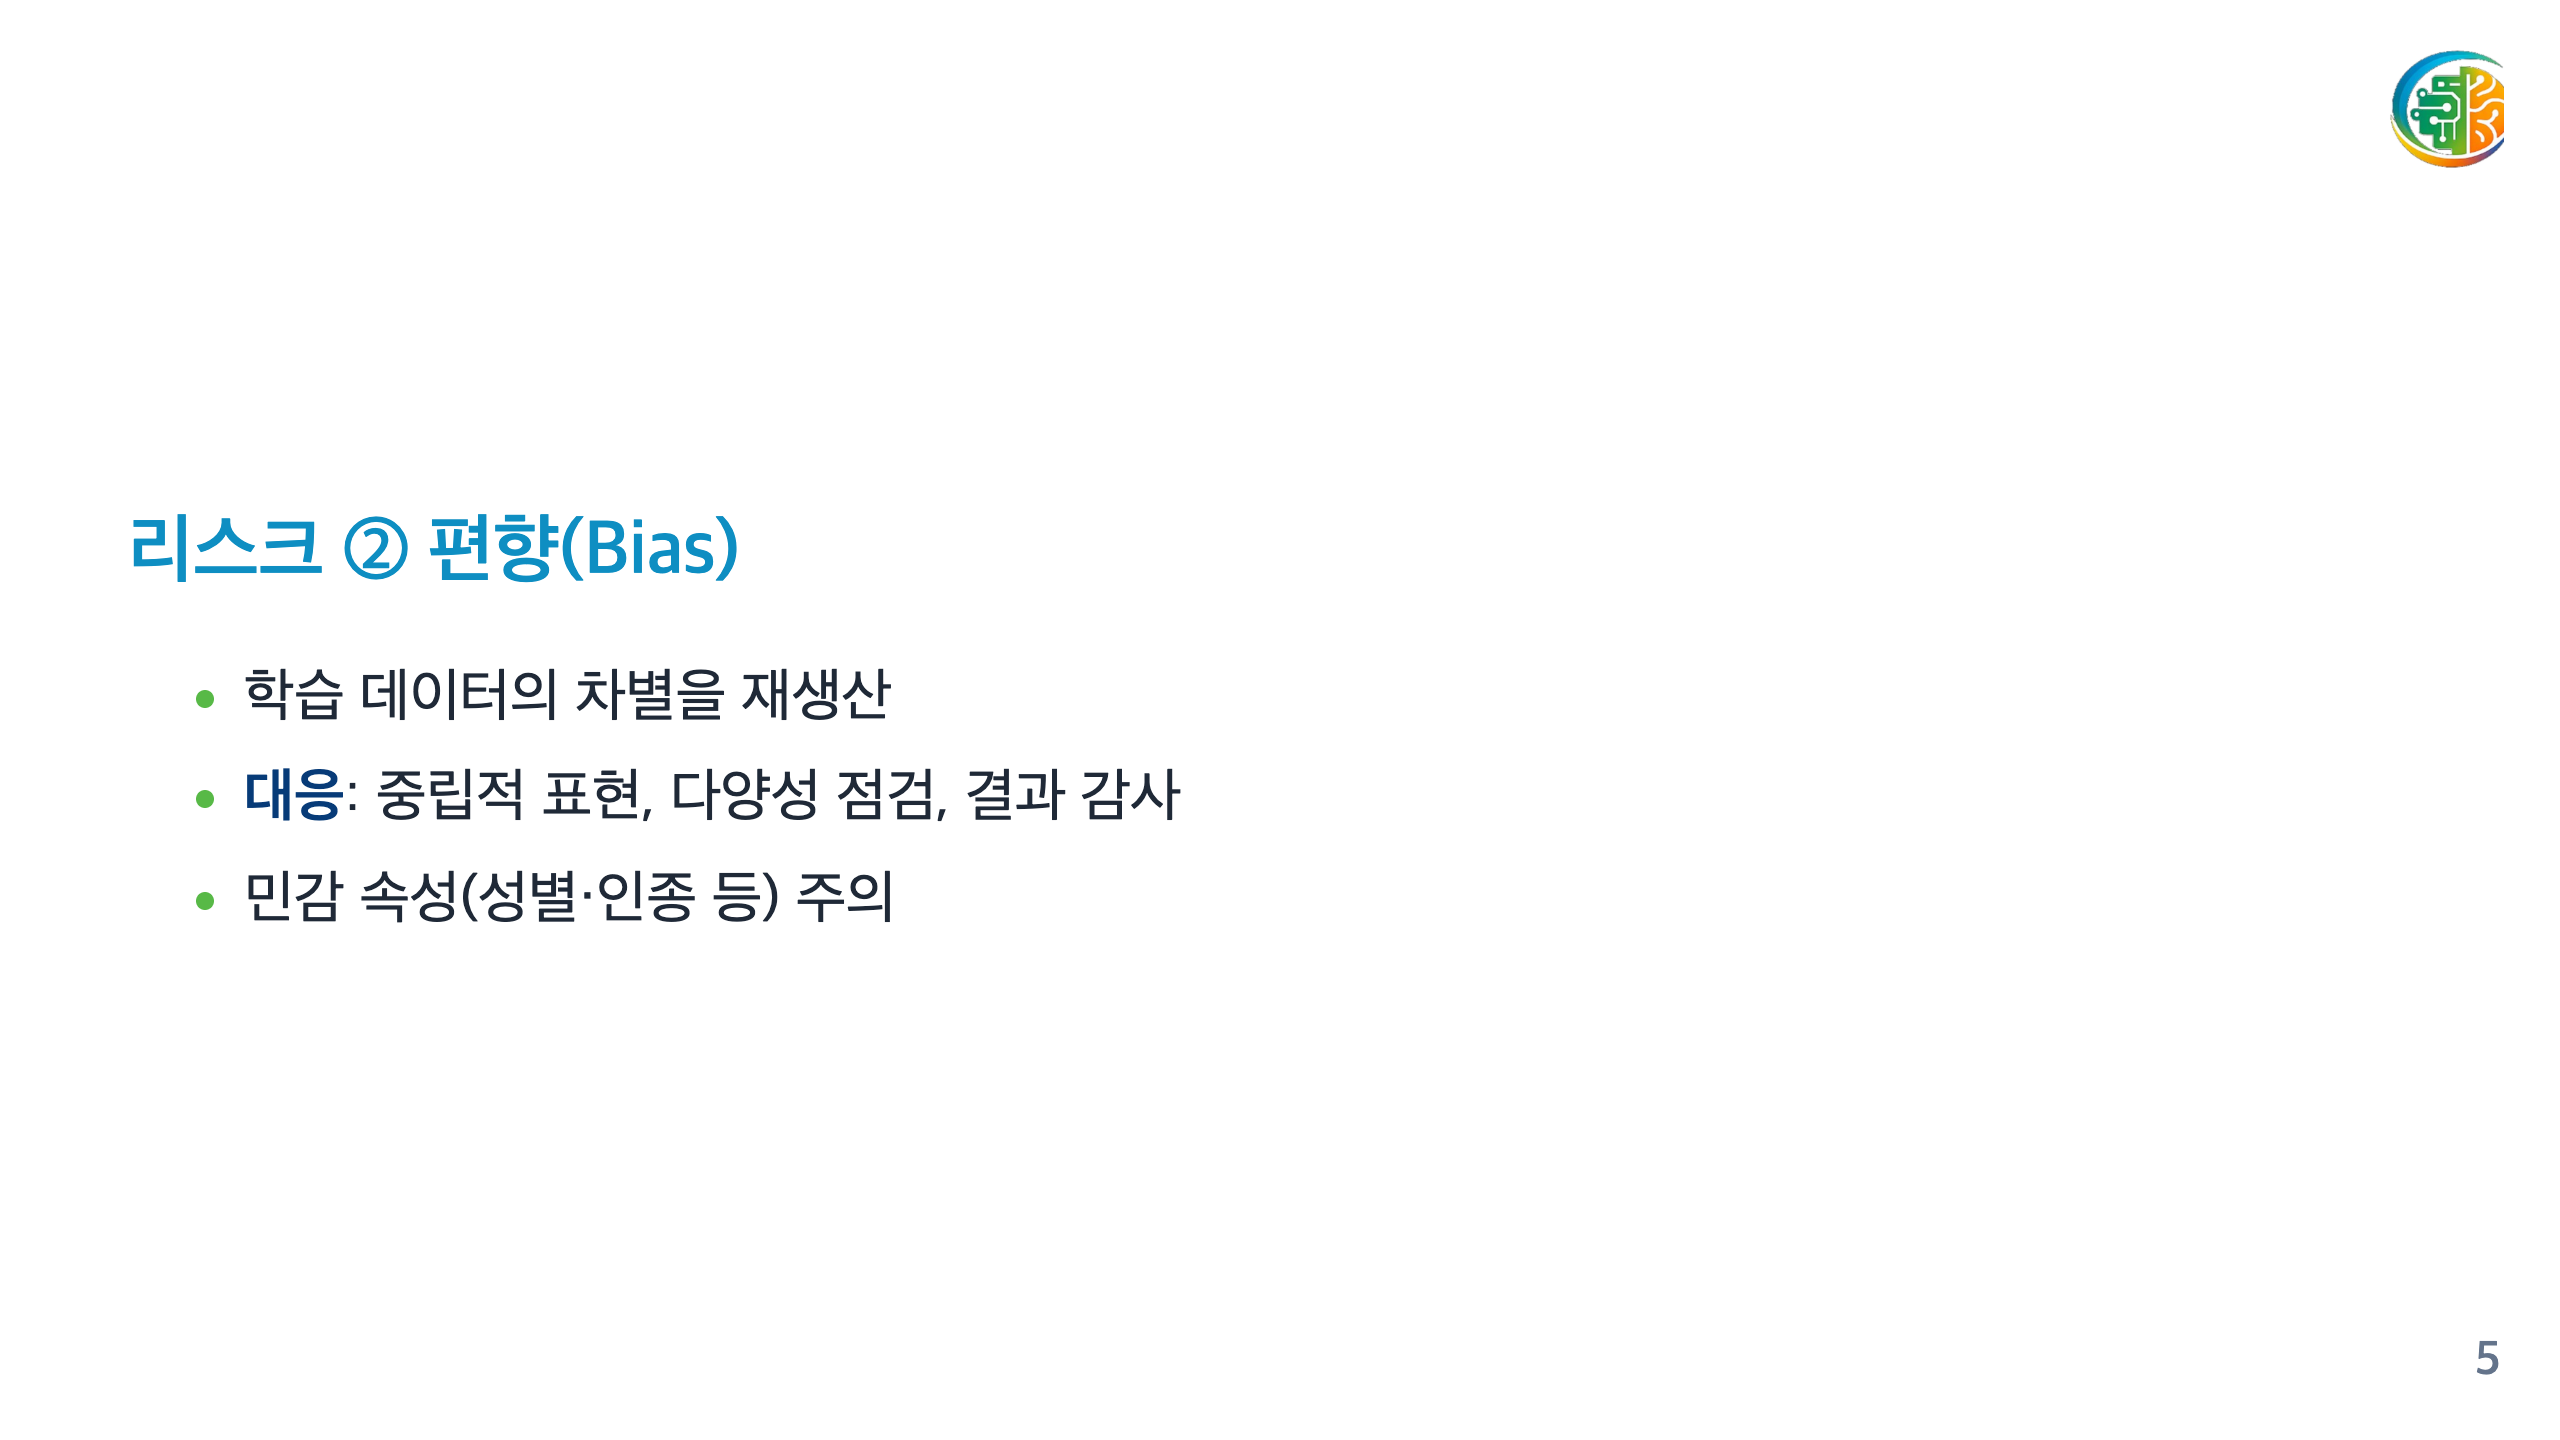 리스크 ② 편향(Bias)
• 학습 데이터의 차별을 재생산
• 대응: 중립적 표현, 다양성 점검, 결과 감사
• 민감 속성(성별·인종 등) 주의
5